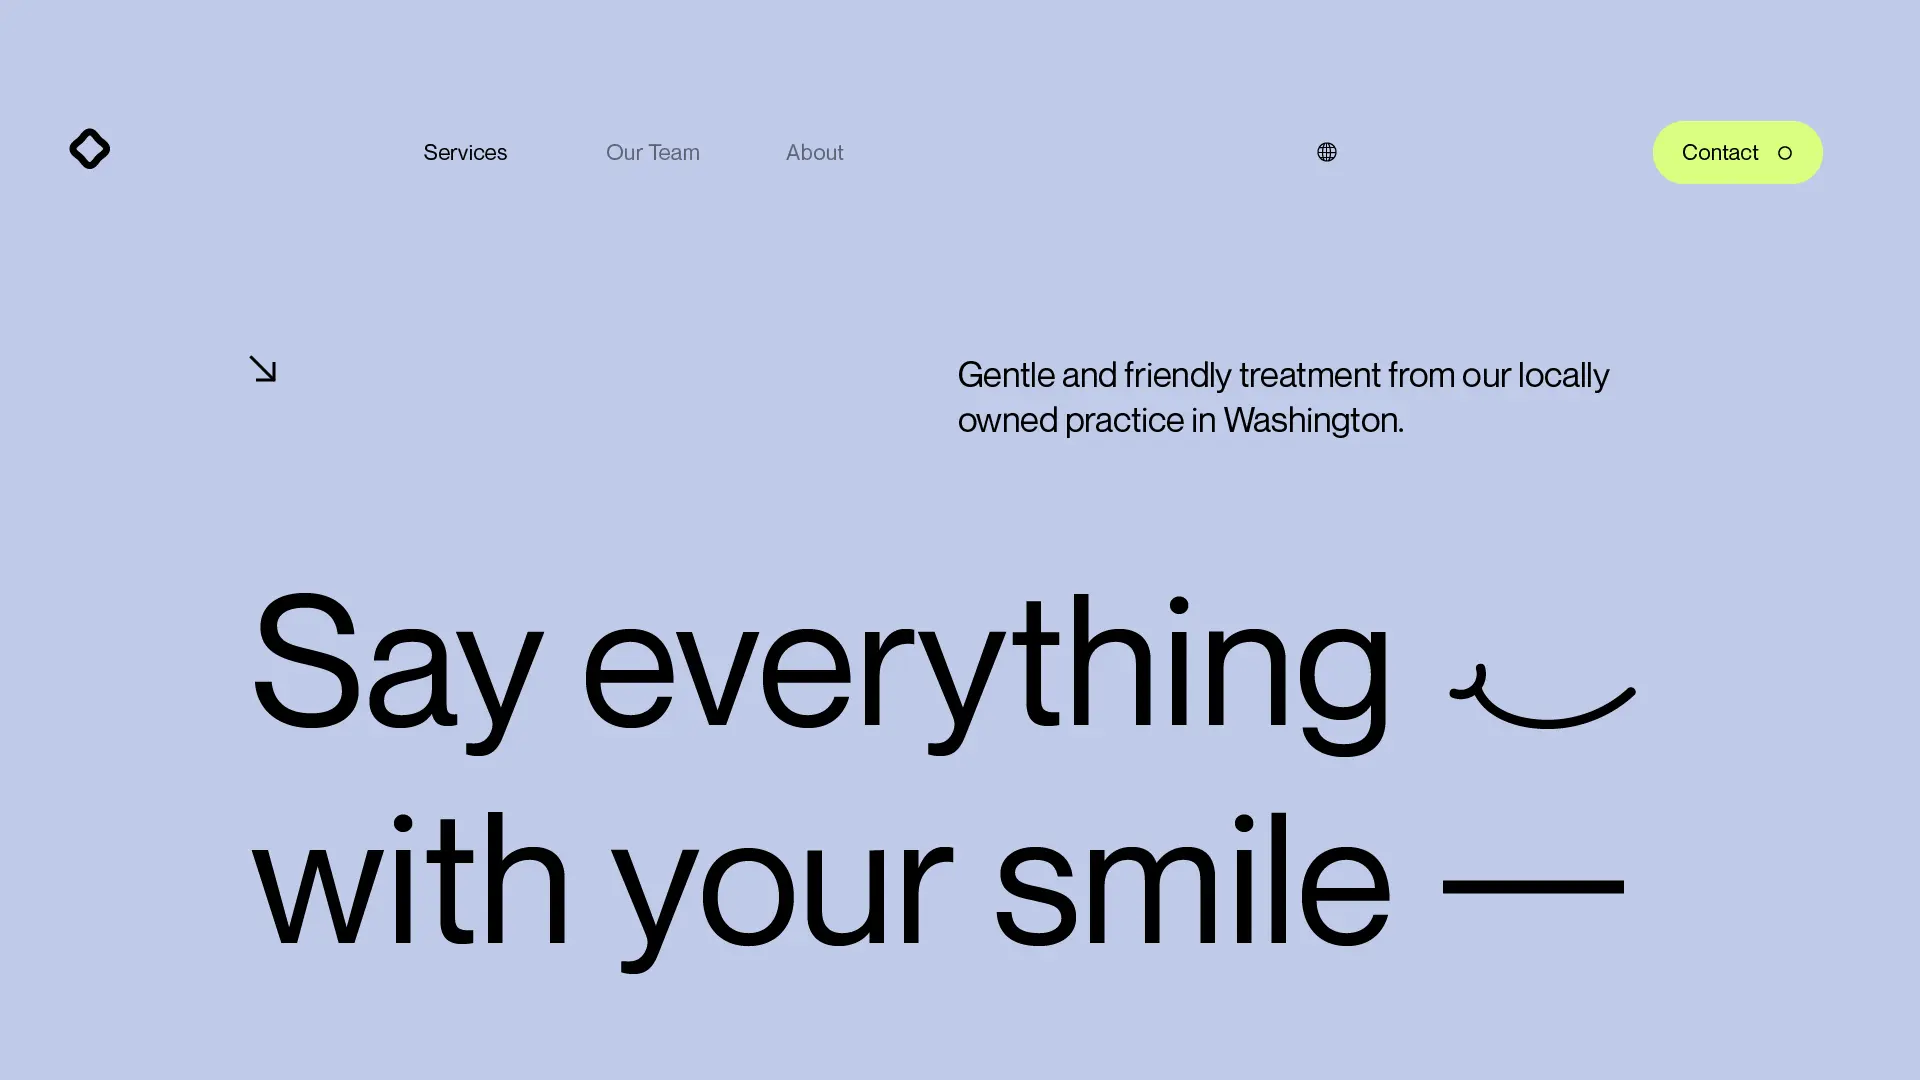 Services
Our Team
About
Contact
Gentle and friendly treatment from our locally
owned practice in Washington.
Say everything
with your smile —